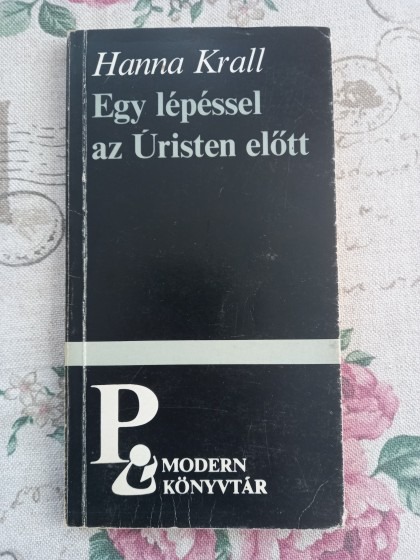 Hanna Krall
Egy lépéssel
az Úristen előtt
P
MODERN
KÖNYVTÁR